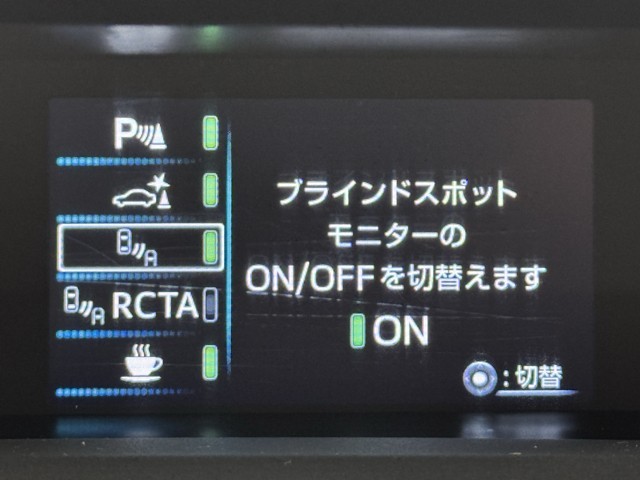 P
RCTA
ブラインドスポット
モニターの
ON/OFFを切替えます
ON
:切替